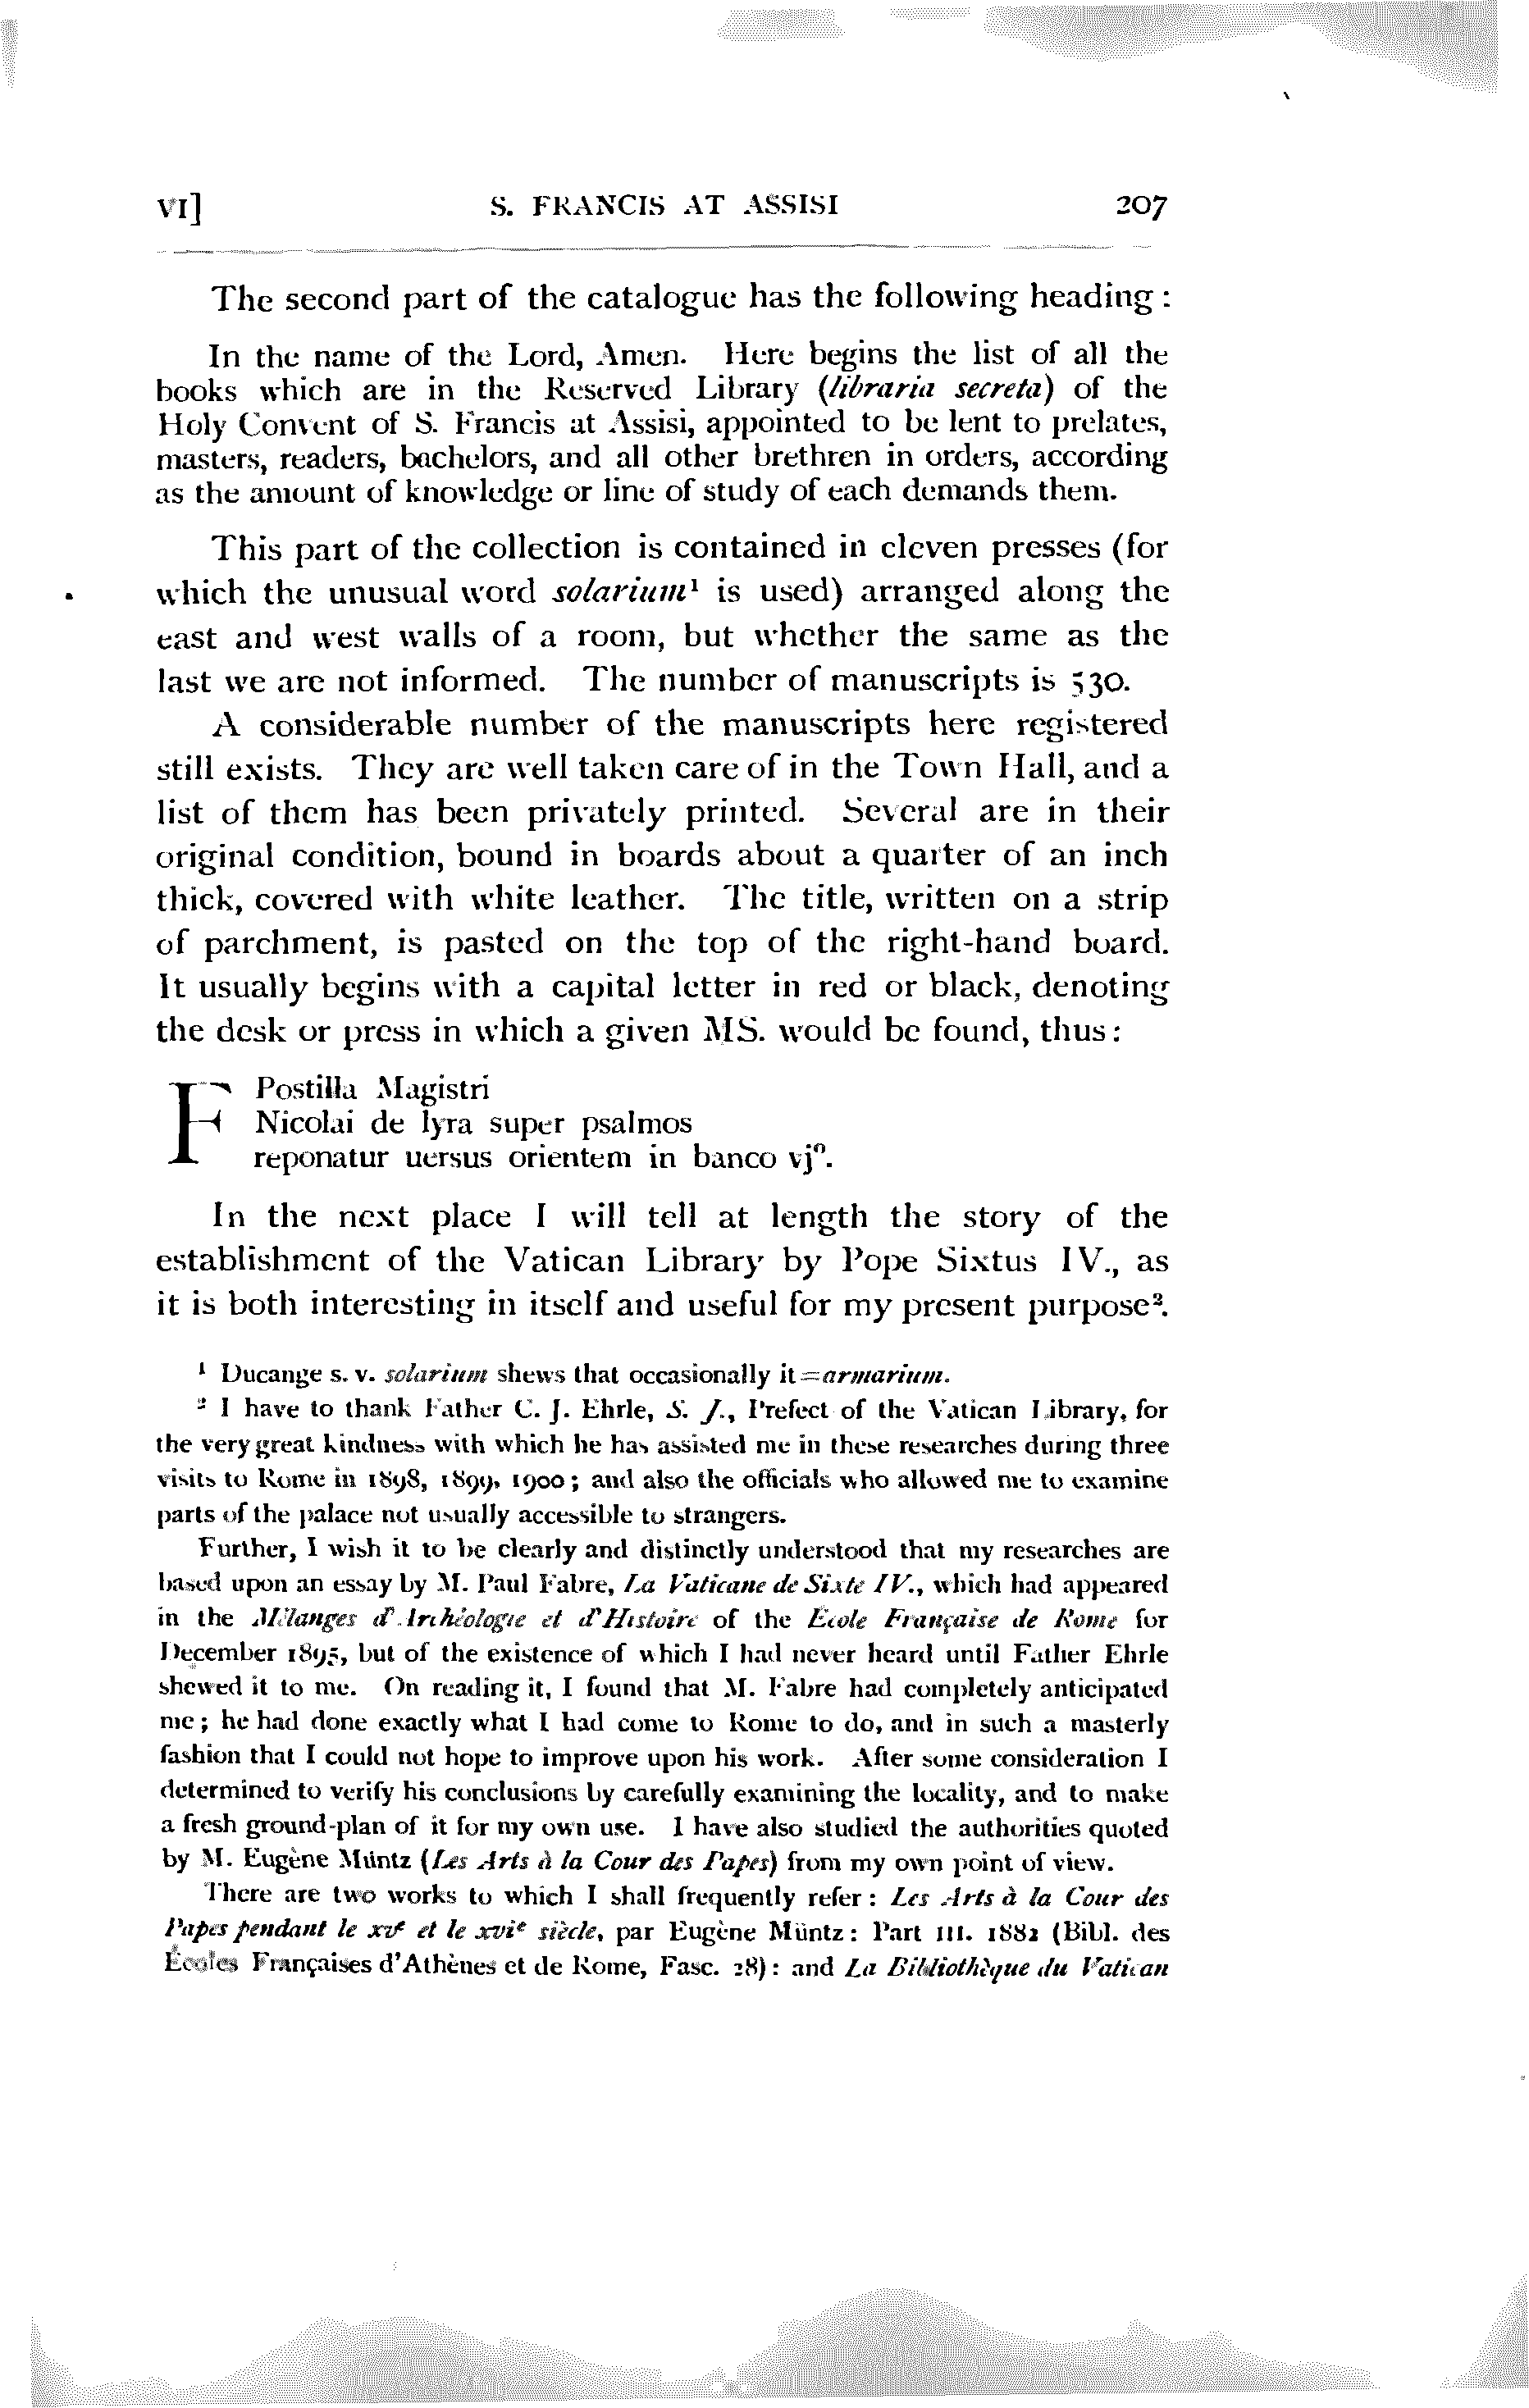 VI] S. FRANCIS AT ASSISI 207
The second part of the catalogue has the following heading:
In the name of the Lord, Amen. Here begins the list of all the
books which are in the Reserved Library (libraria secreta) of the
Holy Convent of S. Francis at Assisi, appointed to be lent to prelates,
masters, readers, bachelors, and all other brethren in orders, according
as the amount of knowledge or line of study of each demands them.
This part of the collection is contained in eleven presses (for
which the unusual word solarium¹ is used) arranged along the
east and west walls of a room, but whether the same as the
last we are not informed. The number of manuscripts is 530.
A considerable number of the manuscripts here registered
still exists. They are well taken care of in the Town Hall, and a
list of them has been privately printed. Several are in their
original condition, bound in boards about a quarter of an inch
thick, covered with white leather. The title, written on a strip
of parchment, is pasted on the top of the right-hand board.
It usually begins with a capital letter in red or black, denoting
the desk or press in which a given MS. would be found, thus:
F Postilla Magistri
Nicolai de lyra super psalmos
reponatur uersus orientem in banco vjº.
In the next place I will tell at length the story of the
establishment of the Vatican Library by Pope Sixtus IV., as
it is both interesting in itself and useful for my present purpose².
¹ Ducange s. v. solarium shews that occasionally it=armarium.
² I have to thank Father C. J. Ehrle, S. J., Prefect of the Vatican Library, for
the very great kindness with which he has assisted me in these researches during three
visits to Rome in 1898, 1899, 1900; and also the officials who allowed me to examine
parts of the palace not usually accessible to strangers.
Further, I wish it to be clearly and distinctly understood that my researches are
based upon an essay by M. Paul Fabre, La Vaticane de Sixte IV., which had appeared
in the Mélanges d'Archéologie et d'Histoire of the École Française de Rome for
December 1895, but of the existence of which I had never heard until Father Ehrle
shewed it to me. On reading it, I found that M. Fabre had completely anticipated
me; he had done exactly what I had come to Rome to do, and in such a masterly
fashion that I could not hope to improve upon his work. After some consideration I
determined to verify his conclusions by carefully examining the locality, and to make
a fresh ground-plan of it for my own use. I have also studied the authorities quoted
by M. Eugène Müntz (Les Arts à la Cour des Papes) from my own point of view.
There are two works to which I shall frequently refer: Les Arts à la Cour des
Papes pendant le xvᵉ et le xviᵉ siècle, par Eugène Müntz: Part III. 1882 (Bibl. des
Écoles Françaises d'Athènes et de Rome, Fasc. 28): and La Bibliothèque du Vatican